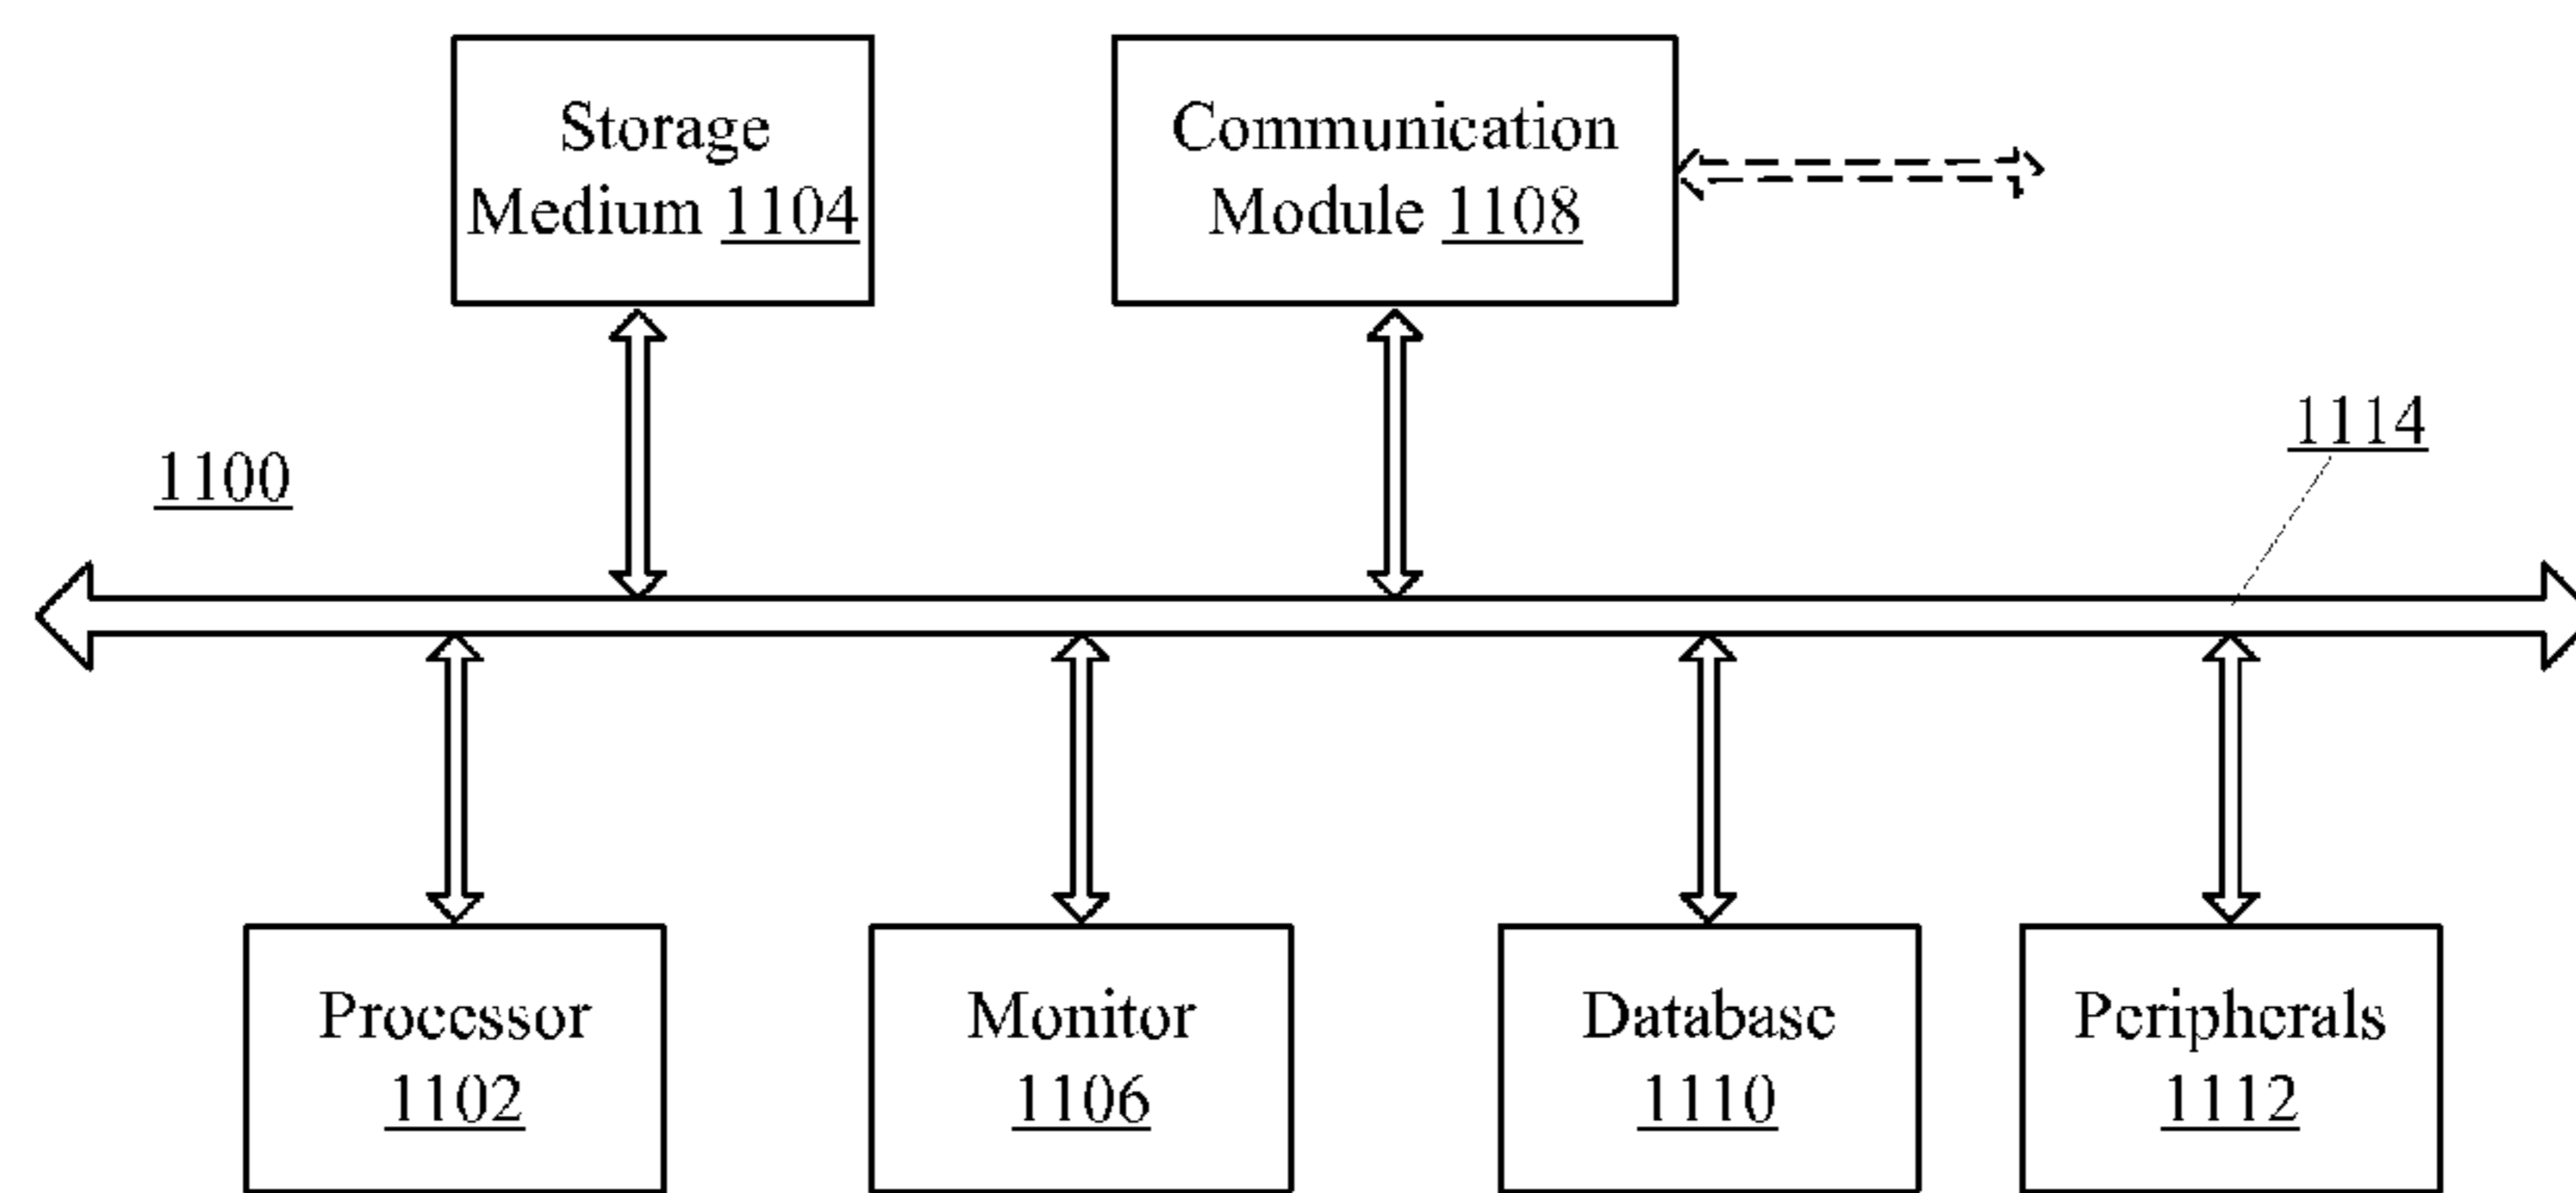 Storage
Medium 1104
Communication
Module 1108
1114
1100
Processor
1102
Monitor
1106
Database
1110
Peripherals
1112